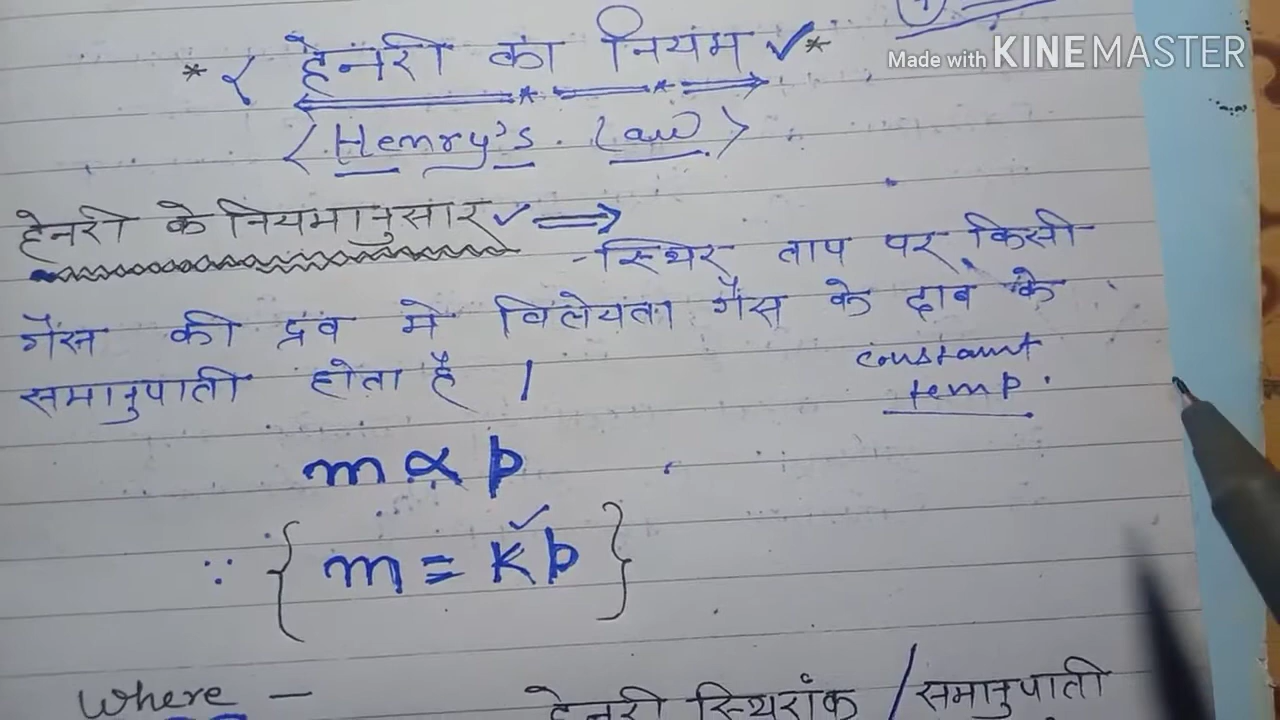 Made with KINEMASTER
* हेनरी का नियम ✓*
< Henry's. Law >
हेनरी के नियमानुसार ✓ ⇒
- स्थिर ताप पर किसी
गैस की द्रव मे विलेयता गैस के दाब के
समानुपाती होता है |
constant
temp.
m ∝ p
∵ { m = Kp }
where —
हेनरी स्थिरांक / समानुपाती